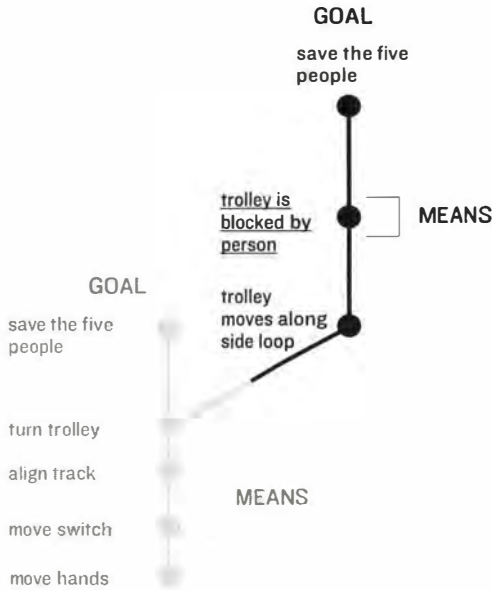 GOAL
save the five
people
trolley is
blocked by
person
MEANS
trolley
moves along
side loop
GOAL
save the five
people
turn trolley
align track
MEANS
move switch
move hands